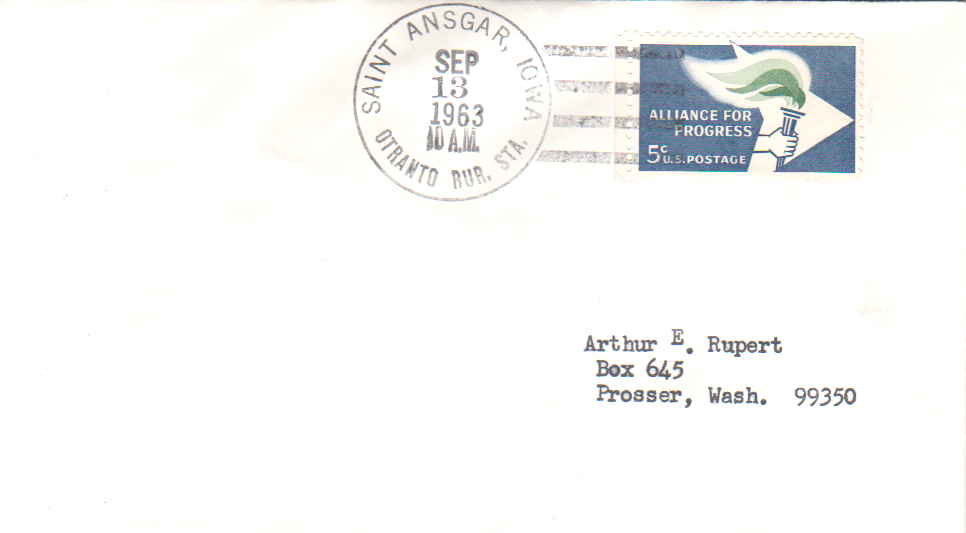 SAINT ANSGAR, IOWA
SEP
13
1963
10 A.M.
OTRANTO RUR. STA.
ALLIANCE FOR
PROGRESS
5c U.S. POSTAGE
Arthur E. Rupert
Box 645
Prosser, Wash. 99350